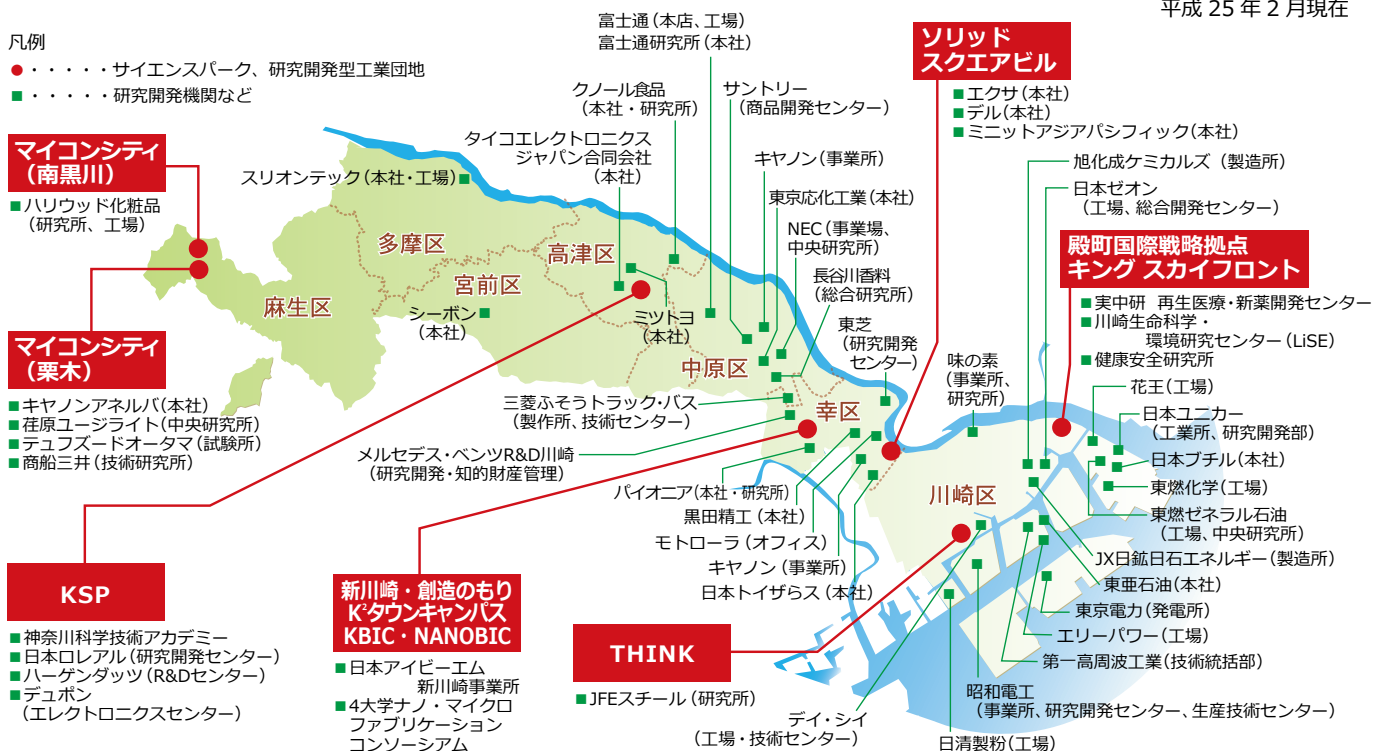 平成 25 年 2 月現在
凡例
●・・・・・サイエンスパーク、研究開発型工業団地
■・・・・・研究開発機関など
富士通（本店、工場）
富士通研究所（本社）
クノール食品
（本社・研究所）
サントリー
（商品開発センター）
タイコエレクトロニクス
ジャパン合同会社
（本社）
キヤノン（事業所）
スリオンテック（本社・工場）
東京応化工業（本社）
NEC（事業場、
中央研究所）
長谷川香料
（総合研究所）
東芝
（研究開発
センター）
ソリッド
スクエアビル
■エクサ（本社）
■デル（本社）
■ミニットアジアパシフィック（本社）
旭化成ケミカルズ（製造所）
日本ゼオン
（工場、総合開発センター）
マイコンシティ
（南黒川）
■ハリウッド化粧品
（研究所、工場）
マイコンシティ
（栗木）
■キヤノンアネルバ（本社）
■荏原ユージライト（中央研究所）
■テュフズードオータマ（試験所）
■商船三井（技術研究所）
麻生区
多摩区
宮前区
高津区
中原区
幸区
川崎区
シーボン
（本社）
ミツトヨ
（本社）
三菱ふそうトラック・バス
（製作所、技術センター）
メルセデス・ベンツR&D川崎
（研究開発・知的財産管理）
パイオニア（本社・研究所）
黒田精工（本社）
モトローラ（オフィス）
キヤノン（事業所）
日本トイザらス（本社）
味の素
（事業所、
研究所）
殿町国際戦略拠点
キング スカイフロント
■実中研 再生医療・新薬開発センター
■川崎生命科学・
環境研究センター（LiSE）
■健康安全研究所
花王（工場）
日本ユニカー
（工業所、研究開発部）
日本ブチル（本社）
東燃化学（工場）
東燃ゼネラル石油
（工場、中央研究所）
JX日鉱日石エネルギー（製造所）
東亜石油（本社）
東京電力（発電所）
エリーパワー（工場）
第一高周波工業（技術統括部）
昭和電工
（事業所、研究開発センター、生産技術センター）
日清製粉（工場）
デイ・シイ
（工場・技術センター）
KSP
■神奈川科学技術アカデミー
■日本ロレアル（研究開発センター）
■ハーゲンダッツ（R&Dセンター）
■デュポン
（エレクトロニクスセンター）
新川崎・創造のもり
K²タウンキャンパス
KBIC・NANOBIC
■日本アイビーエム
新川崎事業所
■4大学ナノ・マイクロ
ファブリケーション
コンソーシアム
THINK
■JFEスチール（研究所）